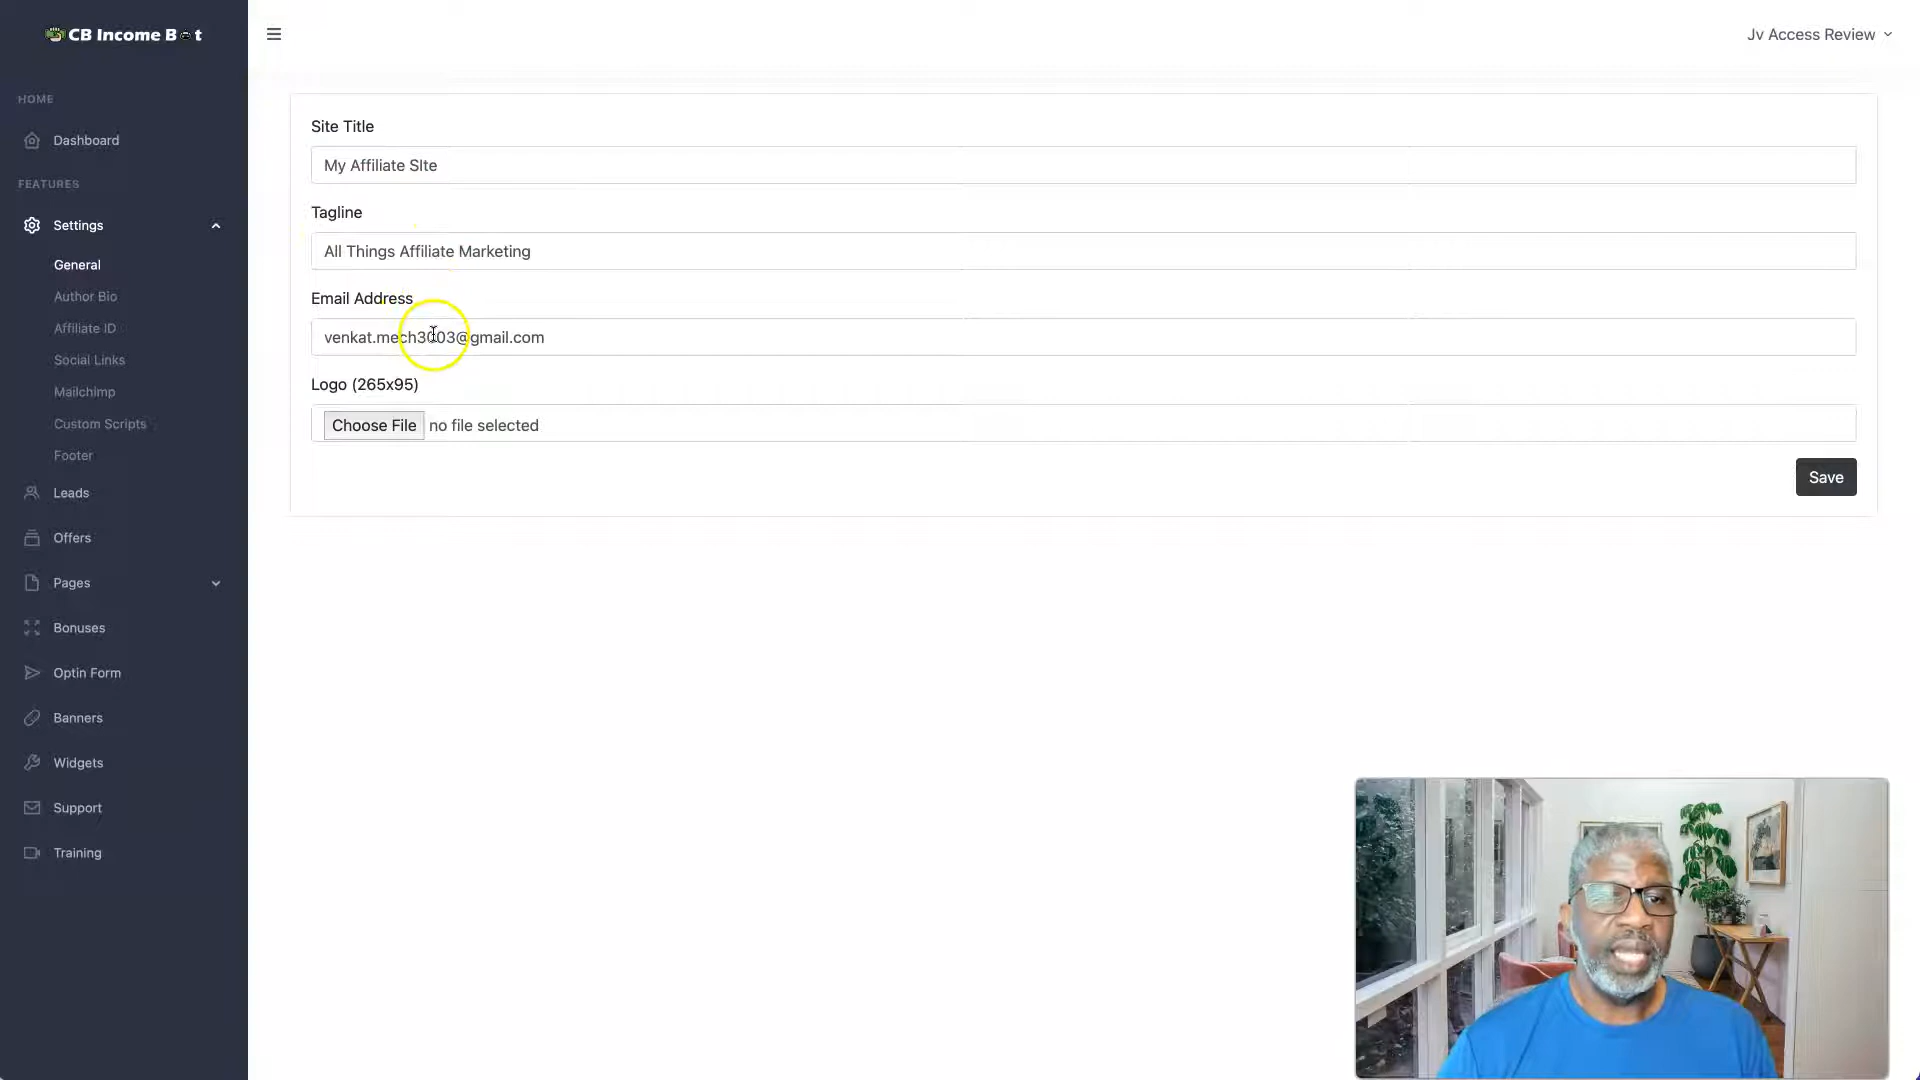 CB Income Bot
Jv Access Review
HOME
Dashboard
FEATURES
Settings
General
Author Bio
Affiliate ID
Social Links
Mailchimp
Custom Scripts
Footer
Leads
Offers
Pages
Bonuses
Optin Form
Banners
Widgets
Support
Training
Site Title
My Affiliate SIte
Tagline
All Things Affiliate Marketing
Email Address
venkat.mech3003@gmail.com
Logo (265x95)
Choose File no file selected
Save